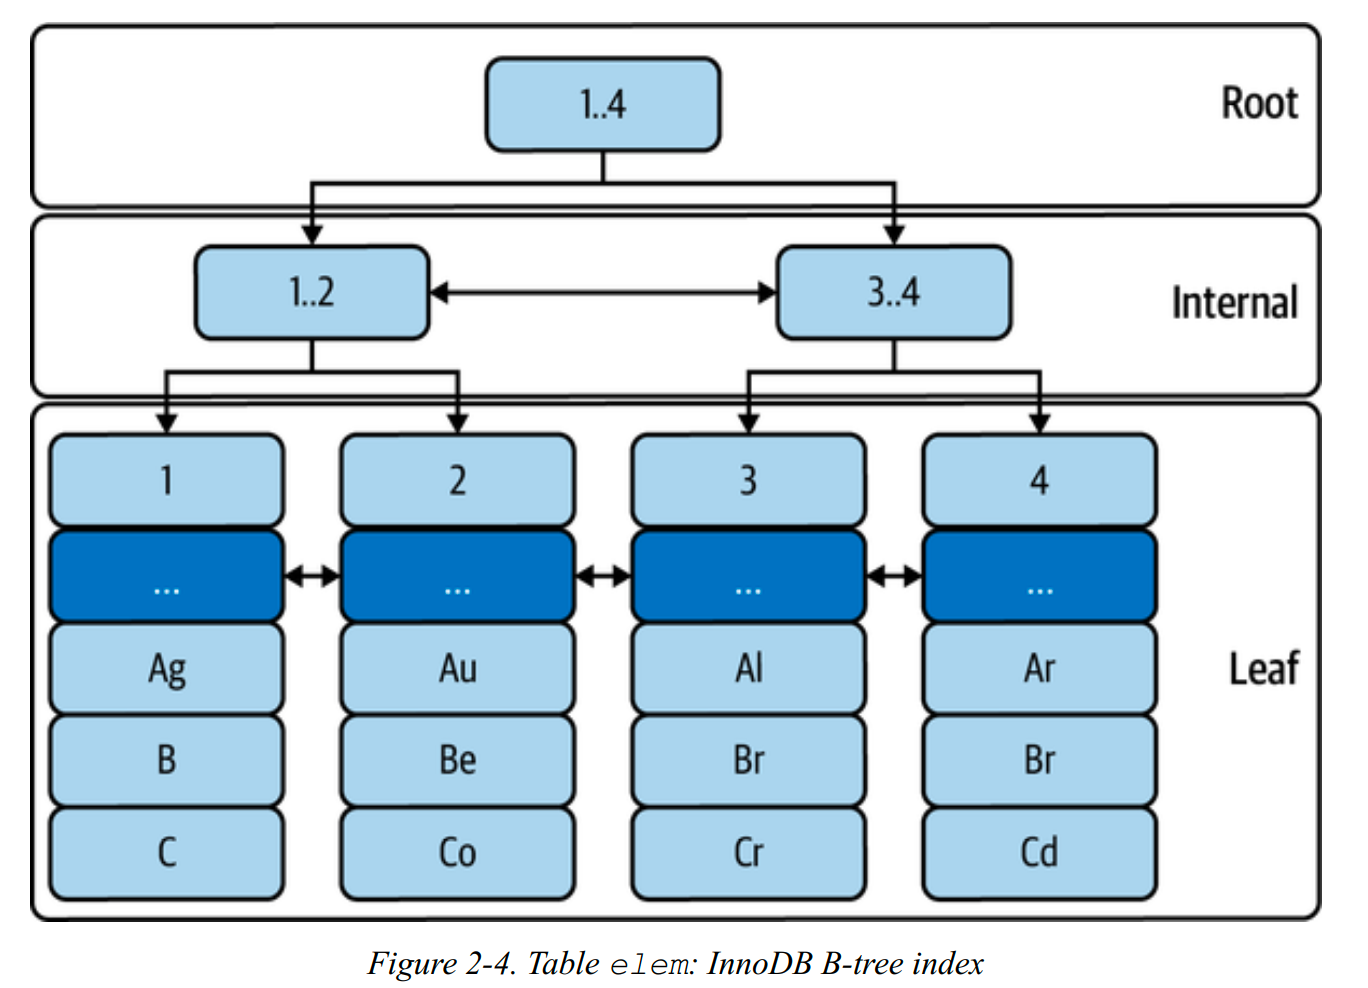 1..4
Root
1..2
3..4
Internal
1 2 3 4
... ... ... ...
Ag Au Al Ar
Leaf
B Be Br Br
C Co Cr Cd
Figure 2-4. Table elem: InnoDB B-tree index